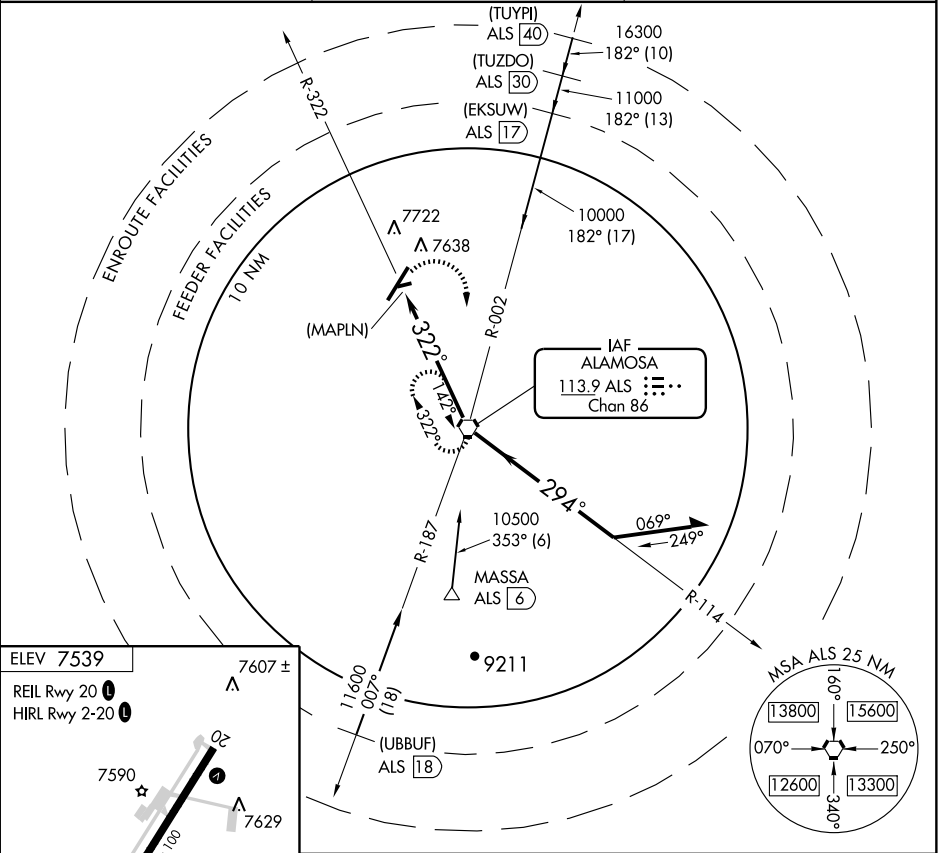 (TUYPI)
ALS 40
16300
182° (10)
(TUZDO)
ALS 30
11000
182° (13)
(EKSUW)
ALS 17
10000
182° (17)
R-322
ENROUTE FACILITIES
FEEDER FACILITIES
10 NM
7722
7638
(MAPLN)
R-002
322°
142°
322°
IAF
ALAMOSA
113.9 ALS
Chan 86
294°
069°
249°
R-187
10500
353° (6)
MASSA
ALS 6
R-114
9211
11600
007°
(18)
(UBBUF)
ALS 18
ELEV 7539
REIL Rwy 20 L
HIRL Rwy 2-20 L
7607 ±
20
V
7590
7629
100
MSA ALS 25 NM
160°
13800
15600
070°
250°
12600
13300
340°